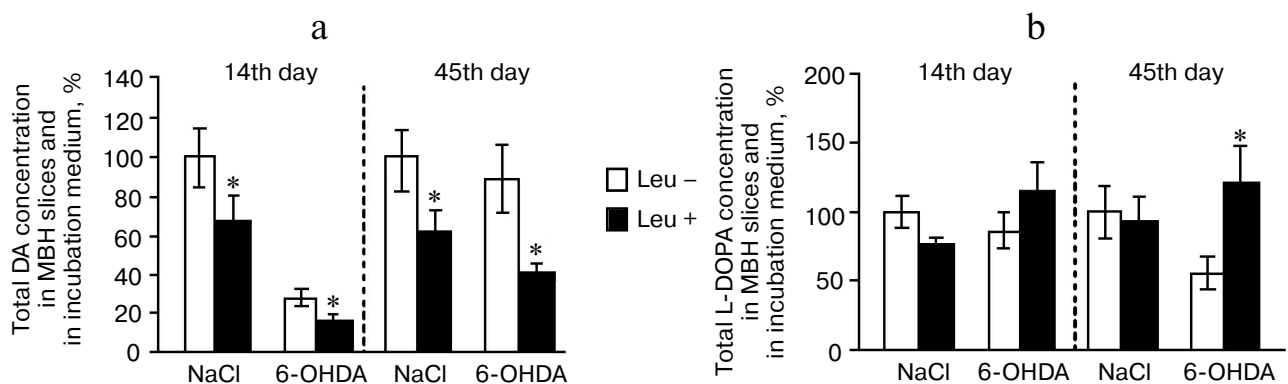 a
Total DA concentration
in MBH slices and
in incubation medium, %
140
120
100
80
60
40
20
0
14th day
45th day
*
*
*
*
NaCl
6-OHDA
NaCl
6-OHDA
Leu –
Leu +
b
Total L-DOPA concentration
in MBH slices and
in incubation medium, %
200
150
100
50
0
14th day
45th day
*
NaCl
6-OHDA
NaCl
6-OHDA